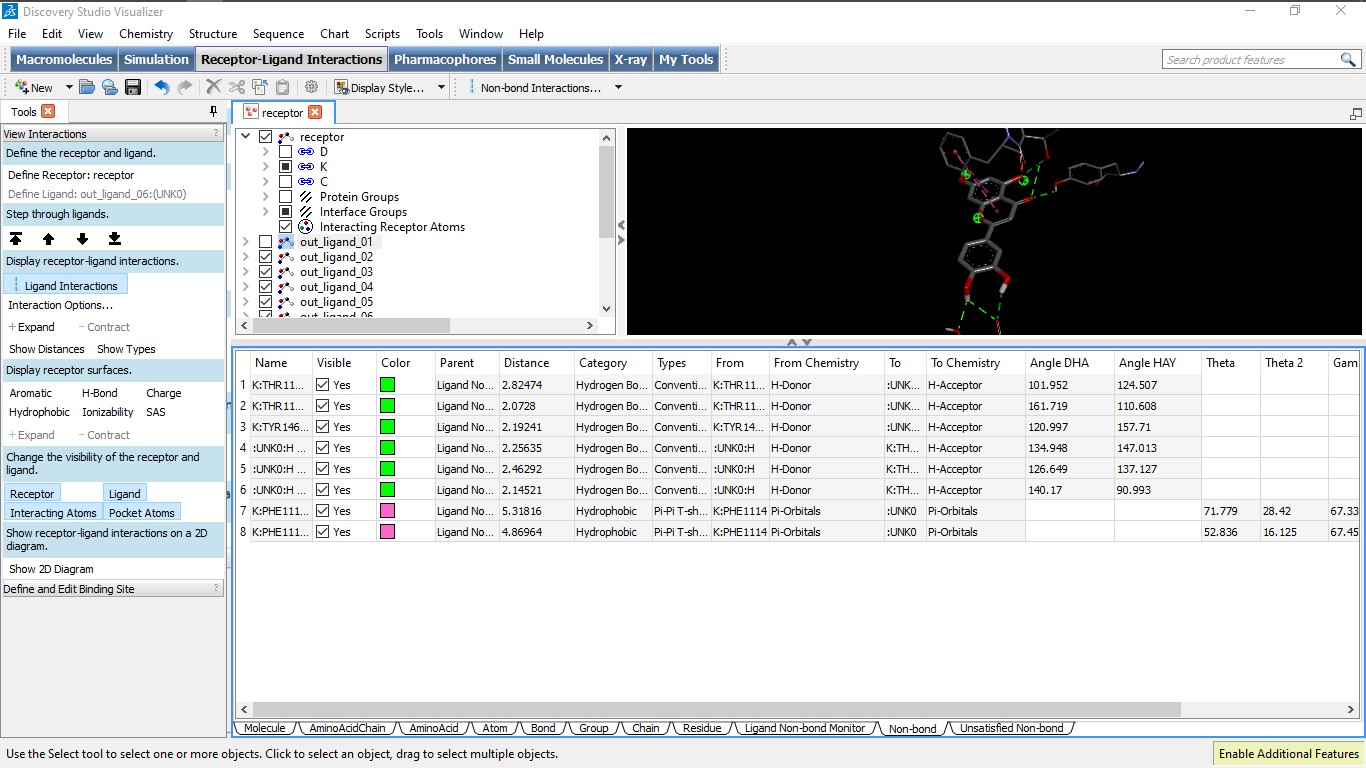 Discovery Studio Visualizer
File Edit View Chemistry Structure Sequence Chart Scripts Tools Window Help
Macromolecules Simulation Receptor-Ligand Interactions Pharmacophores Small Molecules X-ray My Tools Search product features
New Display Style... Non-bond Interactions...
Tools
View Interactions ?
Define the receptor and ligand.
Define Receptor: receptor
Define Ligand: out_ligand_06:(UNK0)
Step through ligands.
Display receptor-ligand interactions.
Ligand Interactions
Interaction Options...
+ Expand - Contract
Show Distances Show Types
Display receptor surfaces.
Aromatic H-Bond Charge
Hydrophobic Ionizability SAS
+ Expand - Contract
Change the visibility of the receptor and
ligand.
Receptor Ligand
Interacting Atoms Pocket Atoms
Show receptor-ligand interactions on a 2D
diagram.
Show 2D Diagram
Define and Edit Binding Site ?
receptor
receptor
D
K
C
Protein Groups
Interface Groups
Interacting Receptor Atoms
out_ligand_01
out_ligand_02
out_ligand_03
out_ligand_04
out_ligand_05
out_ligand_06
Name Visible Color Parent Distance Category Types From From Chemistry To To Chemistry Angle DHA Angle HAY Theta Theta 2 Gam
1 K:THR11... Yes Ligand No... 2.82474 Hydrogen Bo... Conventi... K:THR11... H-Donor :UNK... H-Acceptor 101.952 124.507
2 K:THR11... Yes Ligand No... 2.0728 Hydrogen Bo... Conventi... K:THR11... H-Donor :UNK... H-Acceptor 161.719 110.608
3 K:TYR146... Yes Ligand No... 2.19241 Hydrogen Bo... Conventi... K:TYR14... H-Donor :UNK... H-Acceptor 120.997 157.71
4 :UNK0:H ... Yes Ligand No... 2.25635 Hydrogen Bo... Conventi... :UNK0:H H-Donor K:TH... H-Acceptor 134.948 147.013
5 :UNK0:H ... Yes Ligand No... 2.46292 Hydrogen Bo... Conventi... :UNK0:H H-Donor K:TH... H-Acceptor 126.649 137.127
6 :UNK0:H ... Yes Ligand No... 2.14521 Hydrogen Bo... Conventi... :UNK0:H H-Donor K:TH... H-Acceptor 140.17 90.993
7 K:PHE111... Yes Ligand No... 5.31816 Hydrophobic Pi-Pi T-sh... K:PHE1114 Pi-Orbitals :UNK0 Pi-Orbitals 71.779 28.42 67.33
8 K:PHE111... Yes Ligand No... 4.86964 Hydrophobic Pi-Pi T-sh... K:PHE1114 Pi-Orbitals :UNK0 Pi-Orbitals 52.836 16.125 67.45
Molecule AminoAcidChain AminoAcid Atom Bond Group Chain Residue Ligand Non-bond Monitor Non-bond Unsatisfied Non-bond
Use the Select tool to select one or more objects. Click to select an object, drag to select multiple objects. Enable Additional Features